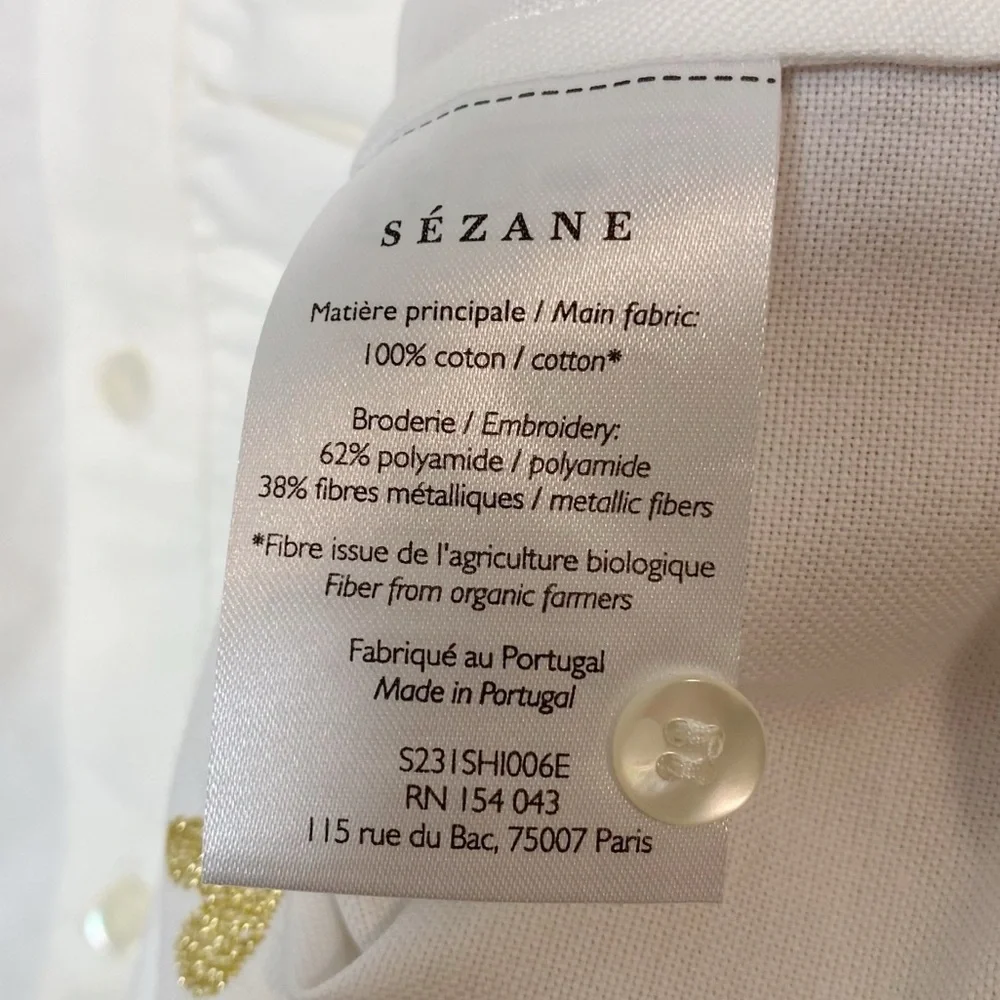 SÉZANE
Matière principale / Main fabric:
100% coton / cotton*
Broderie / Embroidery:
62% polyamide / polyamide
38% fibres métalliques / metallic fibers
*Fibre issue de l'agriculture biologique
Fiber from organic farmers
Fabriqué au Portugal
Made in Portugal
S231SHI006E
RN 154 043
115 rue du Bac, 75007 Paris